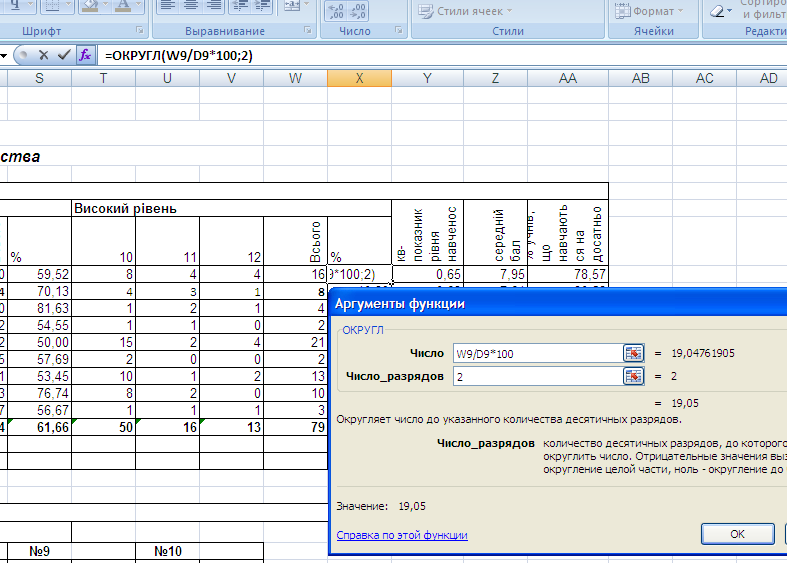 Ч
А
Стили ячеек
Формат
Сортиро
и фильт
Шрифт
Выравнивание
Число
Стили
Ячейки
Редакти
=ОКРУГЛ(W9/D9*100;2)
S T U V W X Y Z AA AB AC AD
ства
Високий рівень
% 10 11 12 Всього %
кв-
показник
рівня
навченос
середній
бал
% учнів,
що
навчають
ся на
досатньо
0 59,52 8 4 4 16 9*100;2) 0,65 7,95 78,57
4 70,13 4 3 1 8
0 81,63 1 2 1 4
2 54,55 1 1 0 2
2 50,00 15 2 4 21
5 57,69 2 0 0 2
1 53,45 10 1 2 13
3 76,74 8 2 0 10
7 56,67 1 1 1 3
4 61,66 50 16 13 79
№9 №10
Аргументы функции
ОКРУГЛ
Число W9/D9*100 = 19,04761905
Число_разрядов 2 = 2
= 19,05
Округляет число до указанного количества десятичных разрядов.
Число_разрядов количество десятичных разрядов, до которого
округлить число. Отрицательные значения выз
округление целой части, ноль - округление до
Значение: 19,05
Справка по этой функции
OK